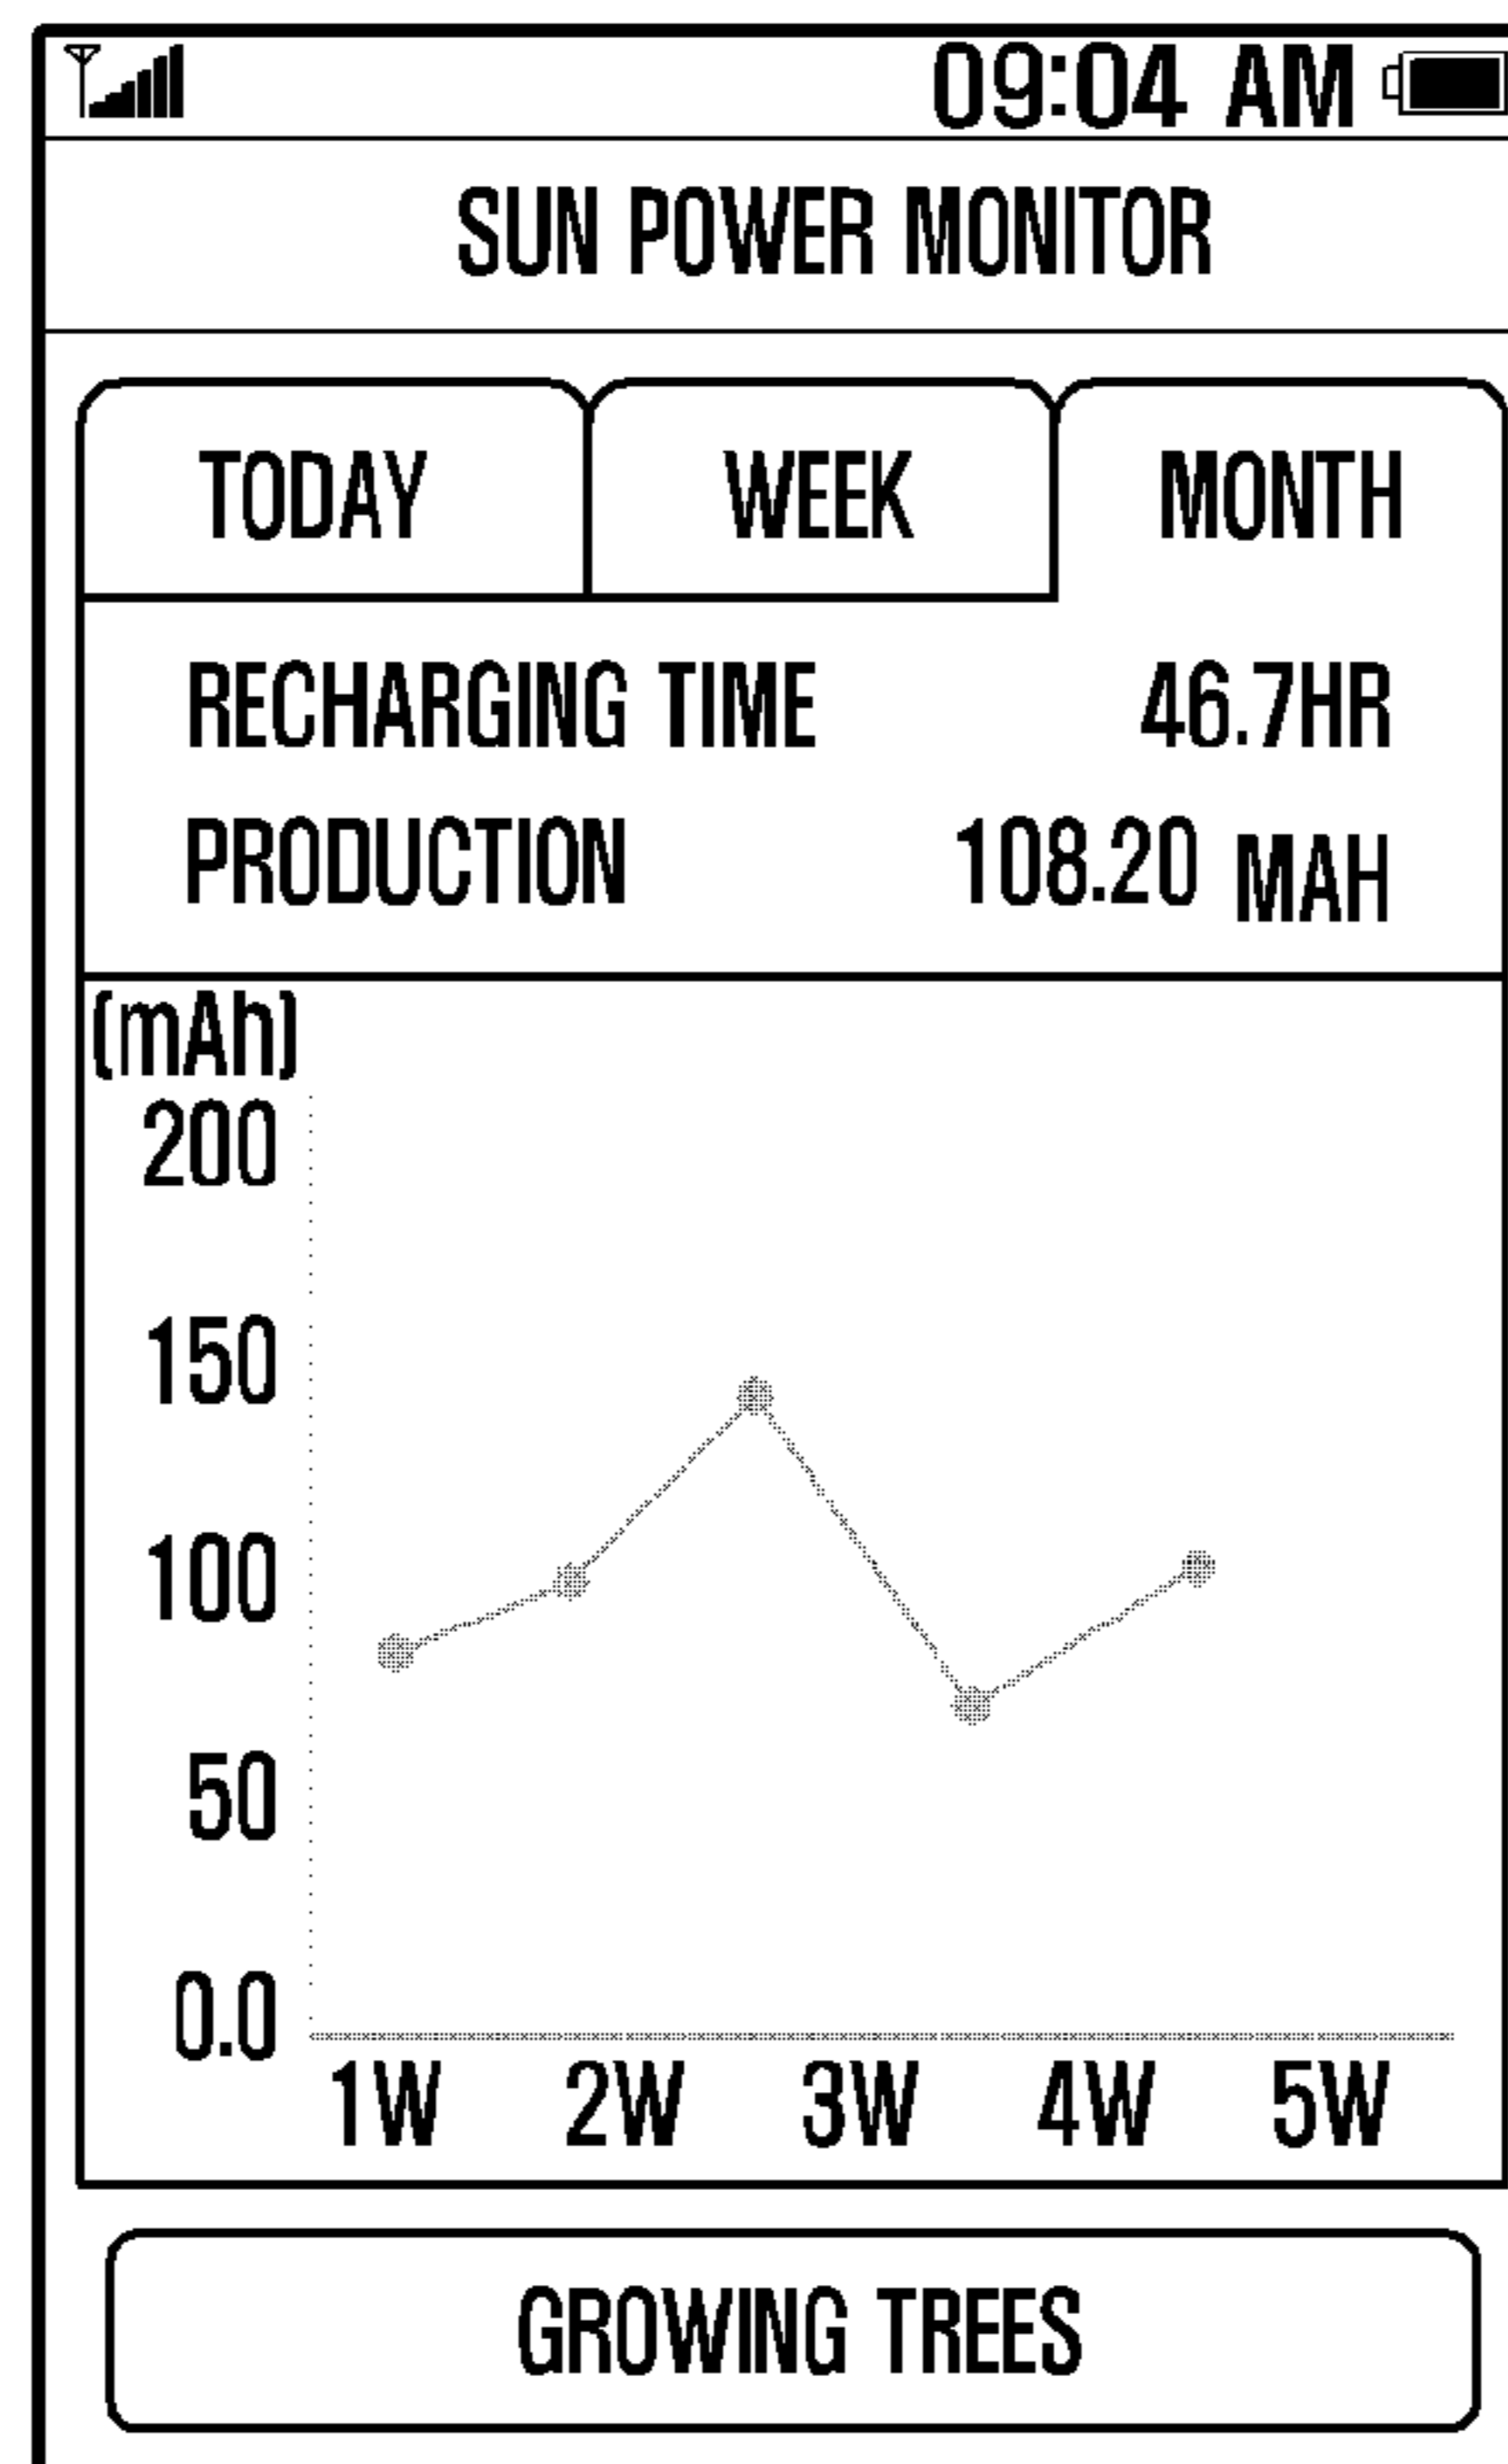 09:04 AM
SUN POWER MONITOR
TODAY WEEK MONTH
RECHARGING TIME 46.7HR
PRODUCTION 108.20 MAH
(mAh)
200
150
100
50
0.0
1W 2W 3W 4W 5W
GROWING TREES